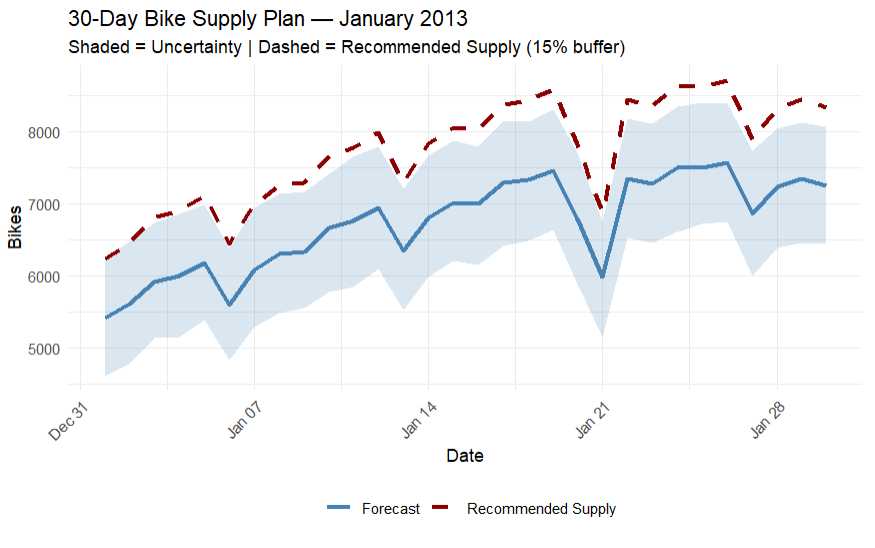 30-Day Bike Supply Plan — January 2013
Shaded = Uncertainty | Dashed = Recommended Supply (15% buffer)
Bikes
8000
7000
6000
5000
Dec 31
Jan 07
Jan 14
Jan 21
Jan 28
Date
Forecast
Recommended Supply